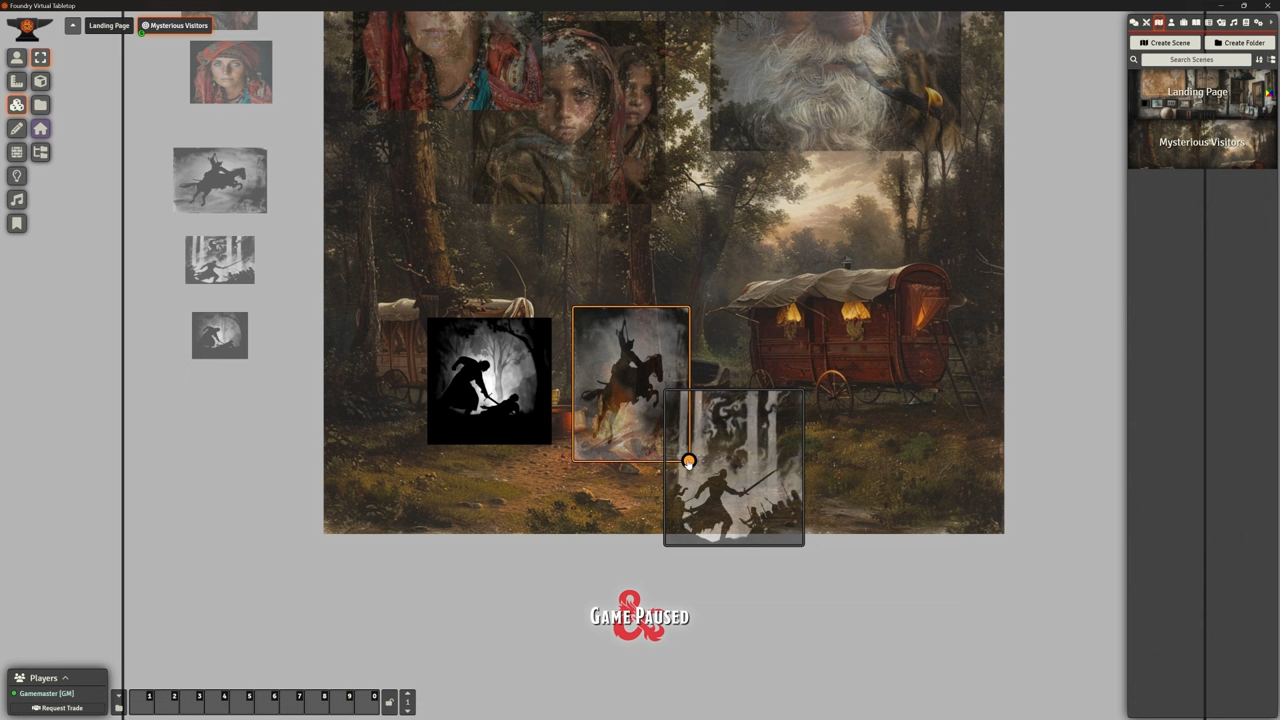 Foundry Virtual Tabletop
Landing Page
Mysterious Visitors
Create Scene
Create Folder
Search Scenes
Landing Page
Mysterious Visitors
GAME PAUSED
Players
Gamemaster [GM]
Request Trade
1 2 3 4 5 6 7 8 9 0
1